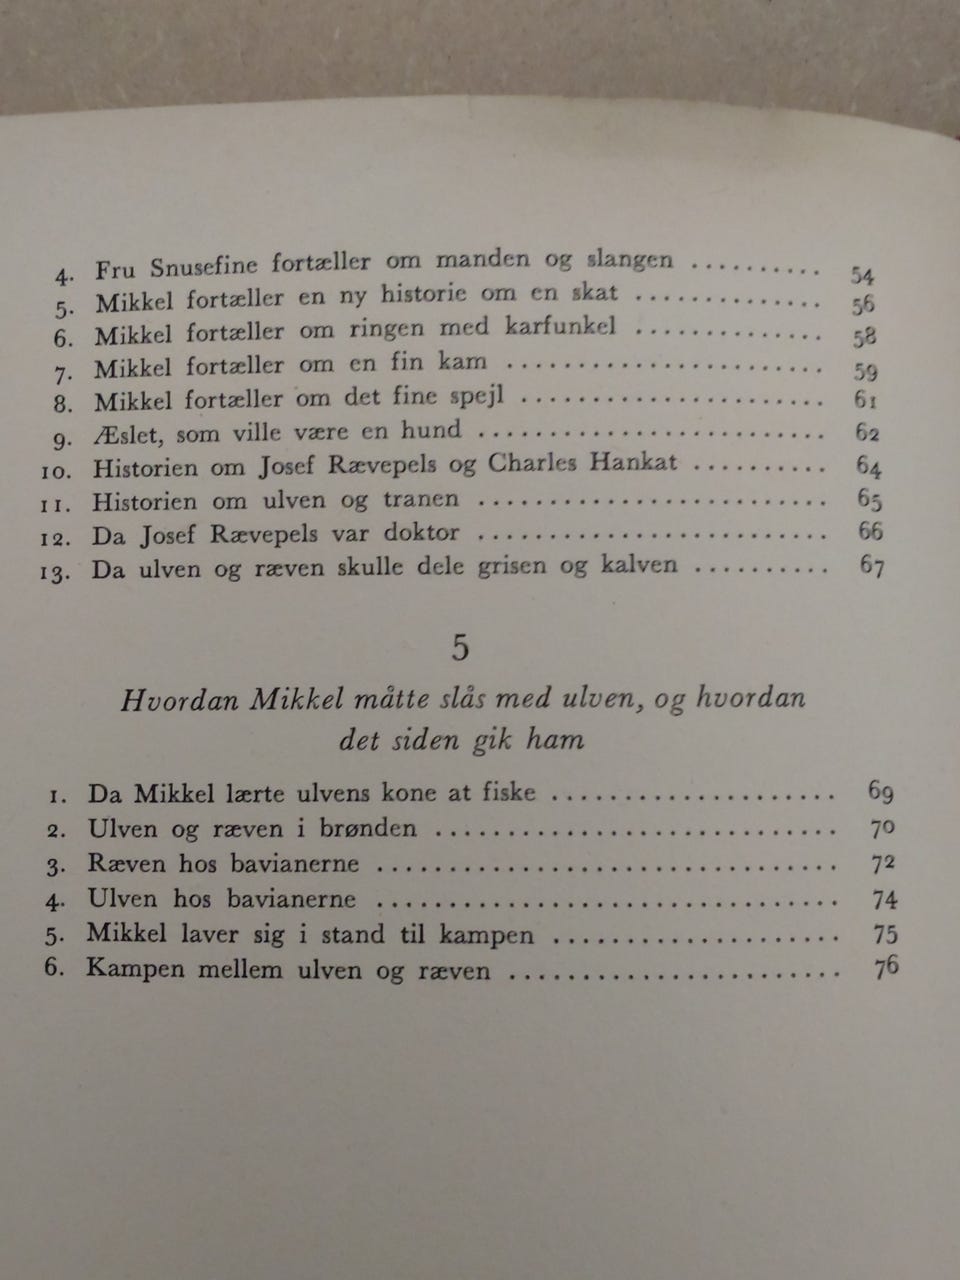 4. Fru Snusefine fortæller om manden og slangen .......... 54
5. Mikkel fortæller en ny historie om en skat ............. 56
6. Mikkel fortæller om ringen med karfunkel ............. 58
7. Mikkel fortæller om en fin kam ...................... 59
8. Mikkel fortæller om det fine spejl ..................... 61
9. Æslet, som ville være en hund ........................ 62
10. Historien om Josef Rævepels og Charles Hankat .......... 64
11. Historien om ulven og tranen ........................ 65
12. Da Josef Rævepels var doktor ........................ 66
13. Da ulven og ræven skulle dele grisen og kalven .......... 67
5
Hvordan Mikkel måtte slås med ulven, og hvordan
det siden gik ham
1. Da Mikkel lærte ulvens kone at fiske .................... 69
2. Ulven og ræven i brønden ............................ 70
3. Ræven hos bavianerne ................................ 72
4. Ulven hos bavianerne ................................ 74
5. Mikkel laver sig i stand til kampen .................... 75
6. Kampen mellem ulven og ræven ....................... 76